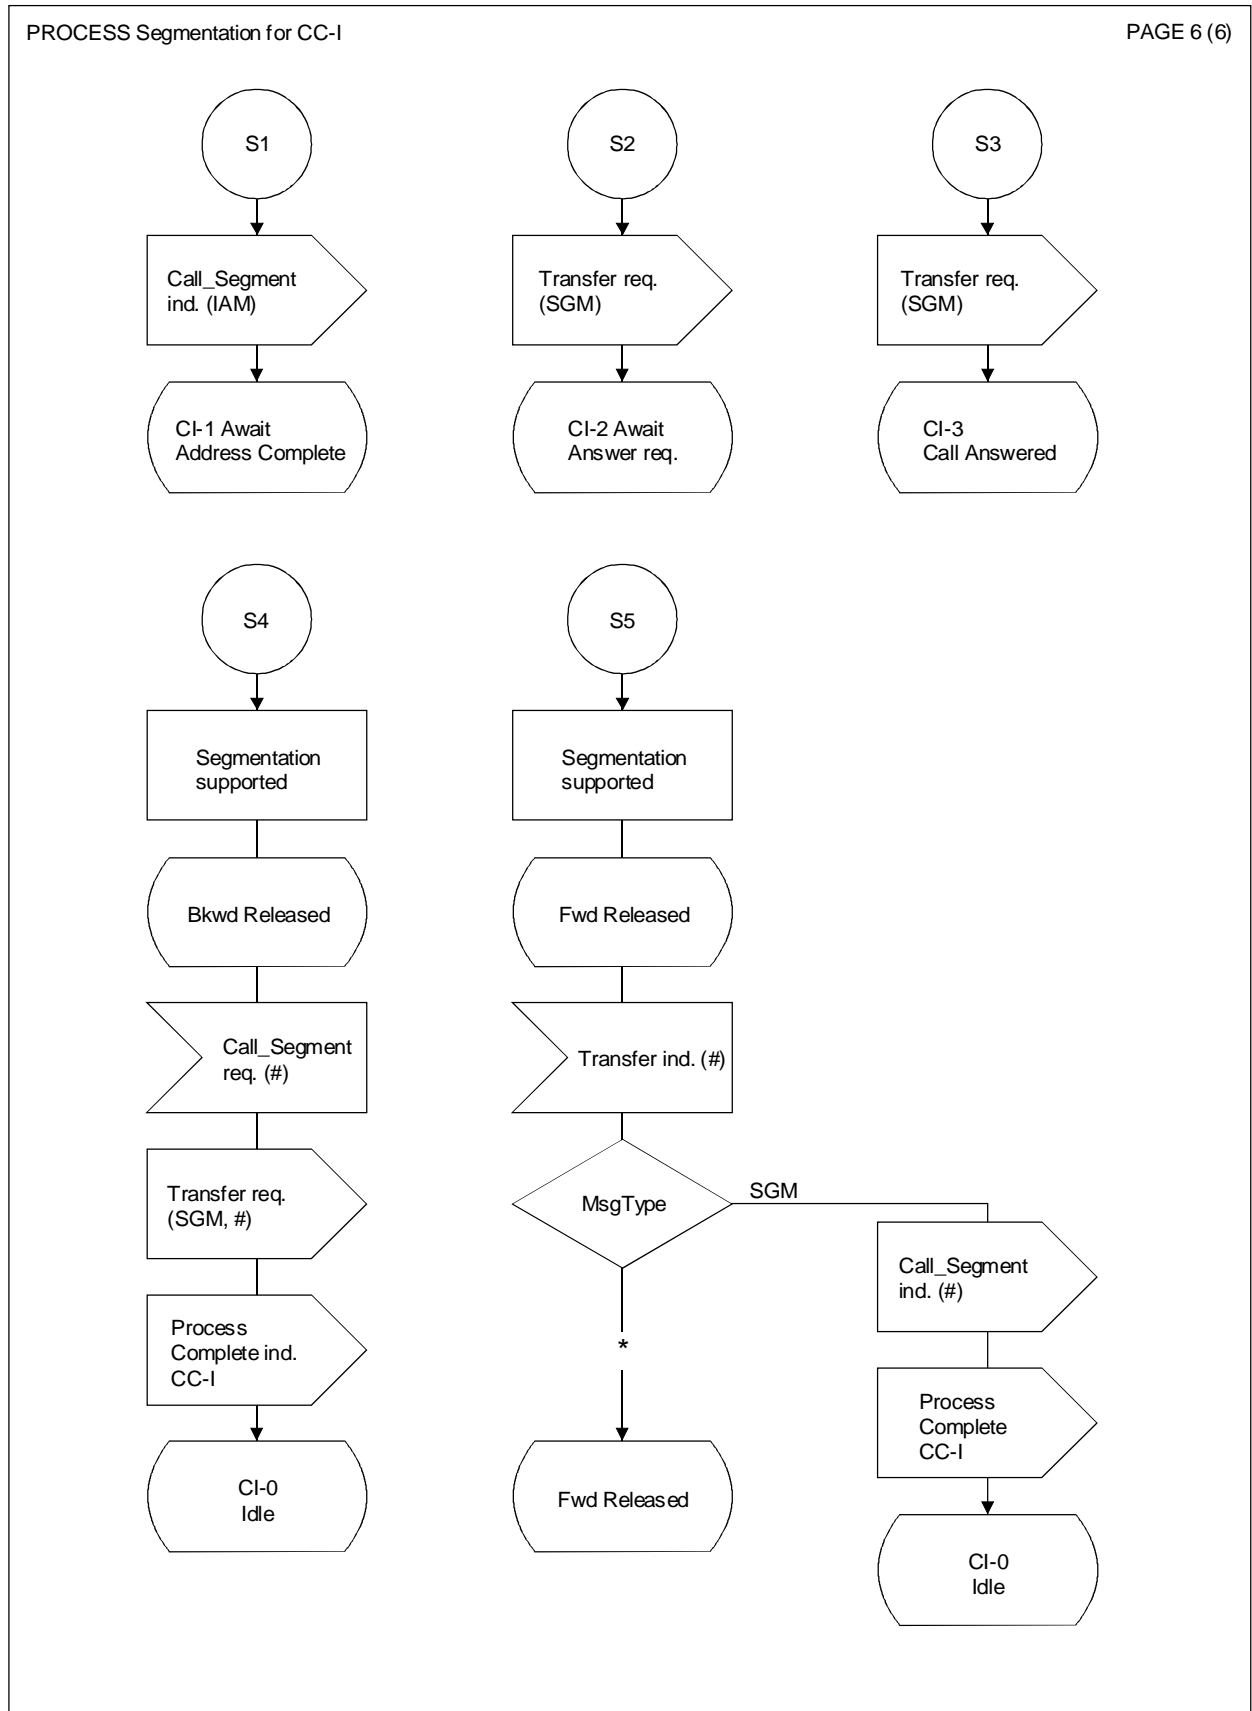 PROCESS Segmentation for CC-I
PAGE 6 (6)
S1
S2
S3
Call_Segment
ind. (IAM)
Transfer req.
(SGM)
Transfer req.
(SGM)
CI-1 Await
Address Complete
CI-2 Await
Answer req.
CI-3
Call Answered
S4
S5
Segmentation
supported
Segmentation
supported
Bkwd Released
Fwd Released
Call_Segment
req. (#)
Transfer ind. (#)
Transfer req.
(SGM, #)
MsgType
SGM
Call_Segment
ind. (#)
Process
Complete ind.
CC-I
*
Process
Complete
CC-I
CI-0
Idle
Fwd Released
CI-0
Idle